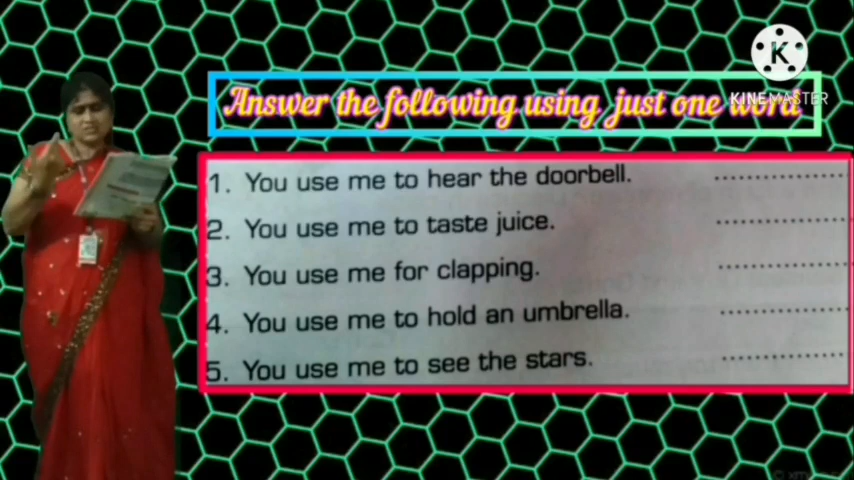 K
KINEMASTER
Answer the following using just one word
1. You use me to hear the doorbell. ....................
2. You use me to taste juice. ....................
3. You use me for clapping. ....................
4. You use me to hold an umbrella. ....................
5. You use me to see the stars. ....................